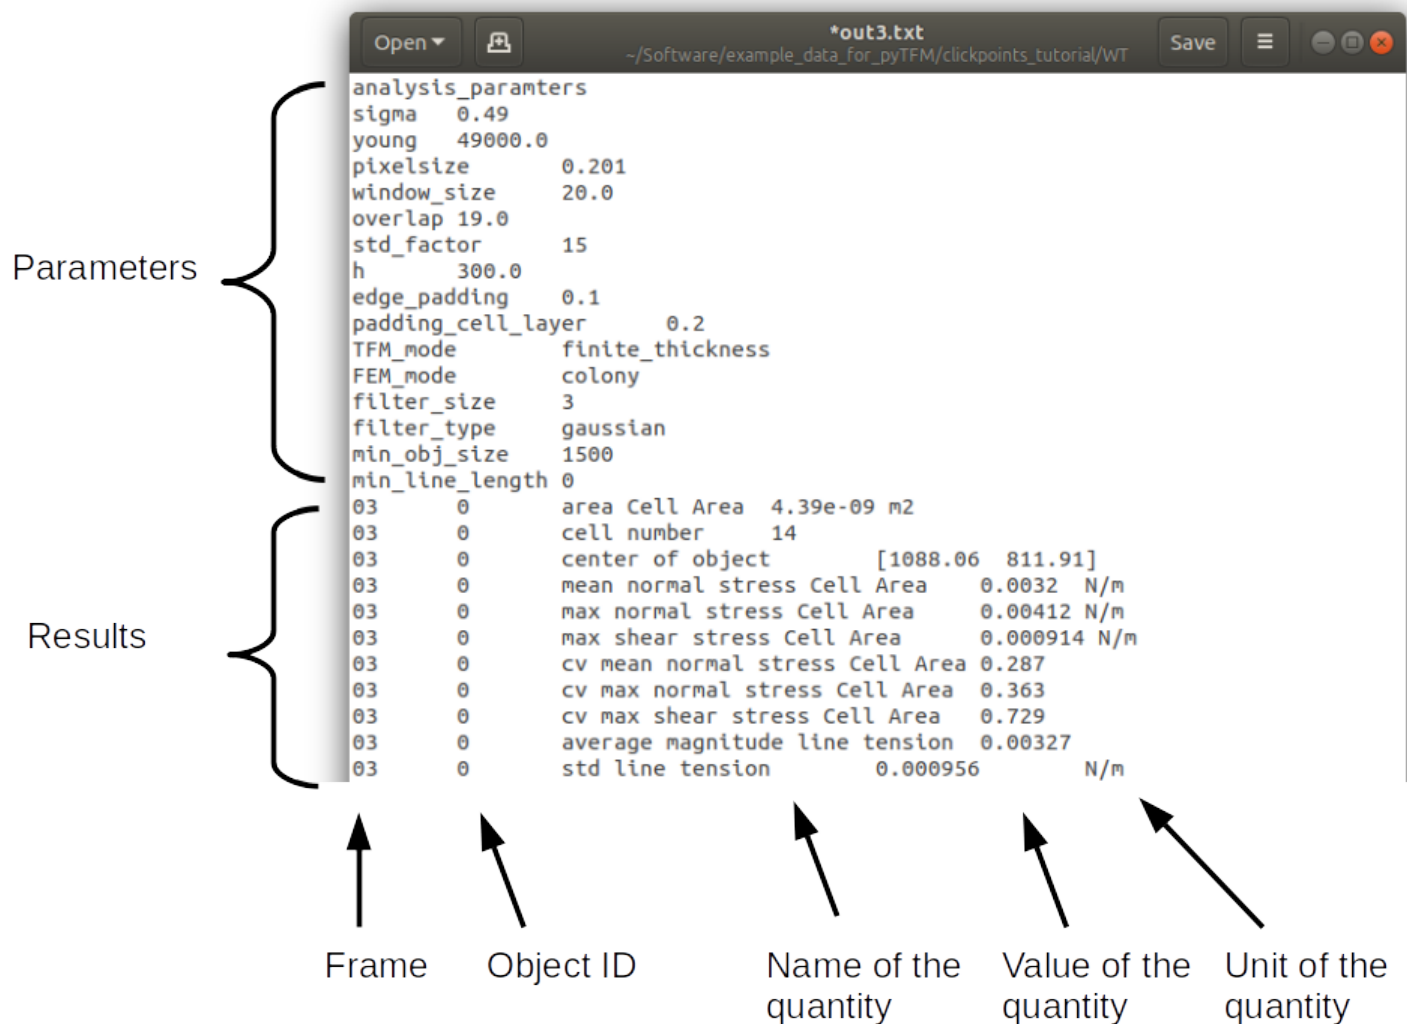 Open
*out3.txt
~/Software/example_data_for_pyTFM/clickpoints_tutorial/WT
Save
analysis_paramters
sigma 0.49
young 49000.0
pixelsize 0.201
window_size 20.0
overlap 19.0
std_factor 15
h 300.0
edge_padding 0.1
padding_cell_layer 0.2
TFM_mode finite_thickness
FEM_mode colony
filter_size 3
filter_type gaussian
min_obj_size 1500
min_line_length 0
03 0 area Cell Area 4.39e-09 m2
03 0 cell number 14
03 0 center of object [1088.06 811.91]
03 0 mean normal stress Cell Area 0.0032 N/m
03 0 max normal stress Cell Area 0.00412 N/m
03 0 max shear stress Cell Area 0.000914 N/m
03 0 cv mean normal stress Cell Area 0.287
03 0 cv max normal stress Cell Area 0.363
03 0 cv max shear stress Cell Area 0.729
03 0 average magnitude line tension 0.00327
03 0 std line tension 0.000956 N/m
Parameters
Results
Frame
Object ID
Name of the
quantity
Value of the
quantity
Unit of the
quantity